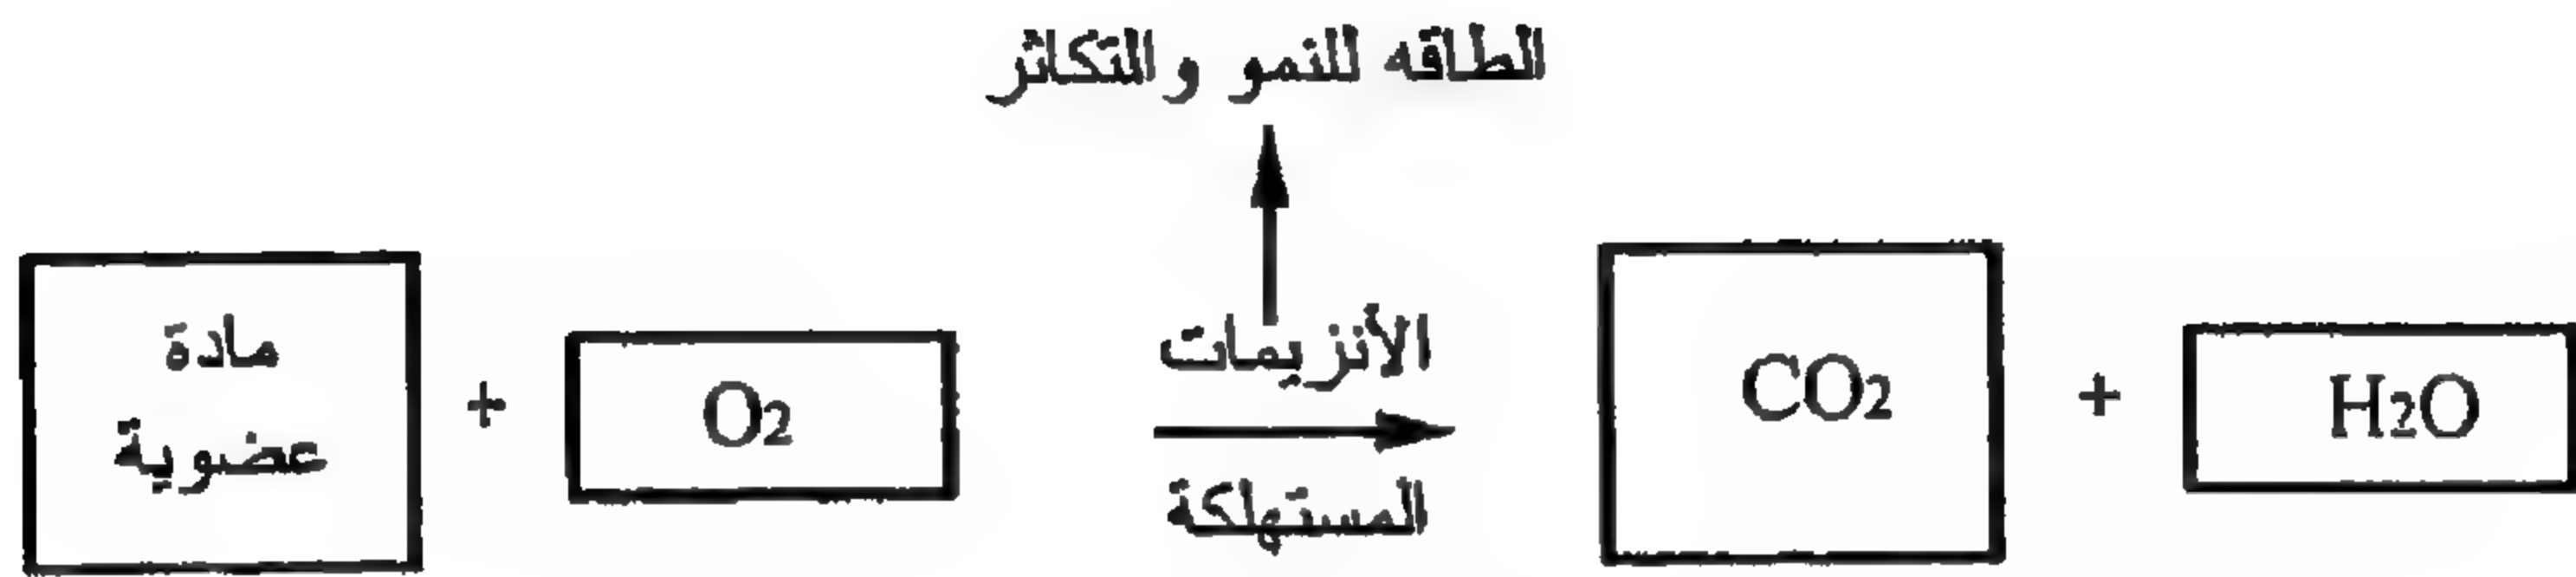 الطاقه للنمو والتكاثر
مادة
عضوية
+
O2
الأنزيمات
المستهلكة
CO2
+
H2O